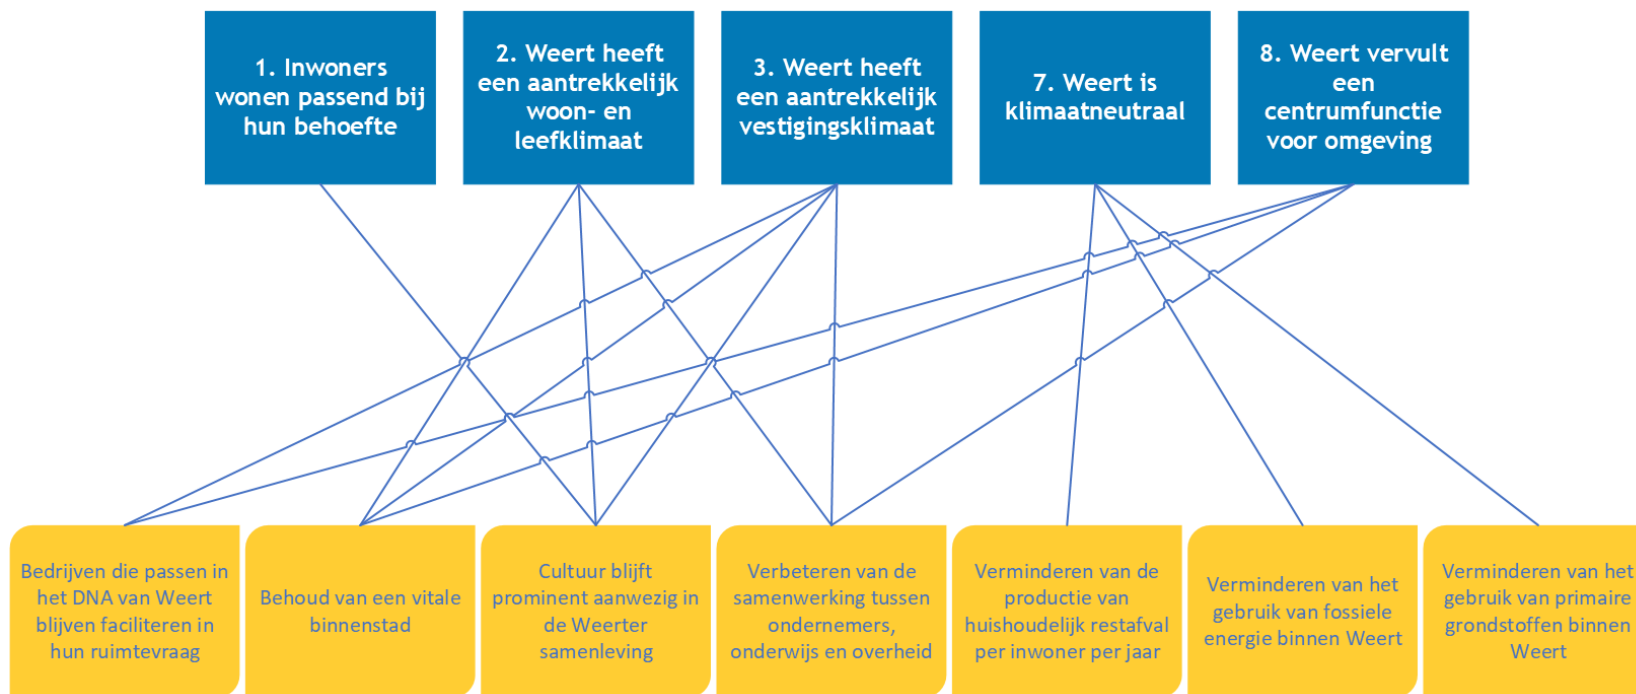 1. Inwoners
wonen passend bij
hun behoefte
2. Weert heeft
een aantrekkelijk
woon- en
leefklimaat
3. Weert heeft
een aantrekkelijk
vestigingsklimaat
7. Weert is
klimaatneutraal
8. Weert vervult
een
centrumfunctie
voor omgeving
Bedrijven die passen in
het DNA van Weert
blijven faciliteren in
hun ruimtevraag
Behoud van een vitale
binnenstad
Cultuur blijft
prominent aanwezig in
de Weerter
samenleving
Verbeteren van de
samenwerking tussen
ondernemers,
onderwijs en overheid
Verminderen van de
productie van
huishoudelijk restafval
per inwoner per jaar
Verminderen van het
gebruik van fossiele
energie binnen Weert
Verminderen van het
gebruik van primaire
grondstoffen binnen
Weert